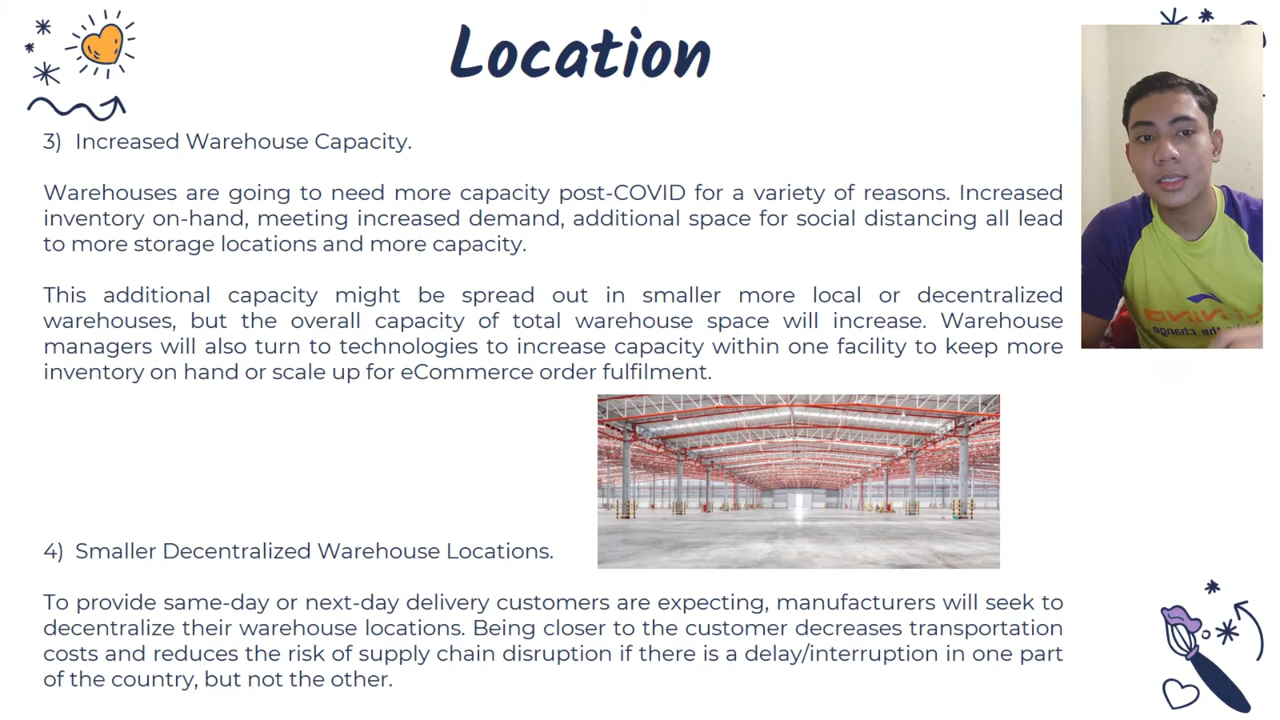 Location
3) Increased Warehouse Capacity.
Warehouses are going to need more capacity post-COVID for a variety of reasons. Increased
inventory on-hand, meeting increased demand, additional space for social distancing all lead
to more storage locations and more capacity.
This additional capacity might be spread out in smaller more local or decentralized
warehouses, but the overall capacity of total warehouse space will increase. Warehouse
managers will also turn to technologies to increase capacity within one facility to keep more
inventory on hand or scale up for eCommerce order fulfilment.
4) Smaller Decentralized Warehouse Locations.
To provide same-day or next-day delivery customers are expecting, manufacturers will seek to
decentralize their warehouse locations. Being closer to the customer decreases transportation
costs and reduces the risk of supply chain disruption if there is a delay/interruption in one part
of the country, but not the other.